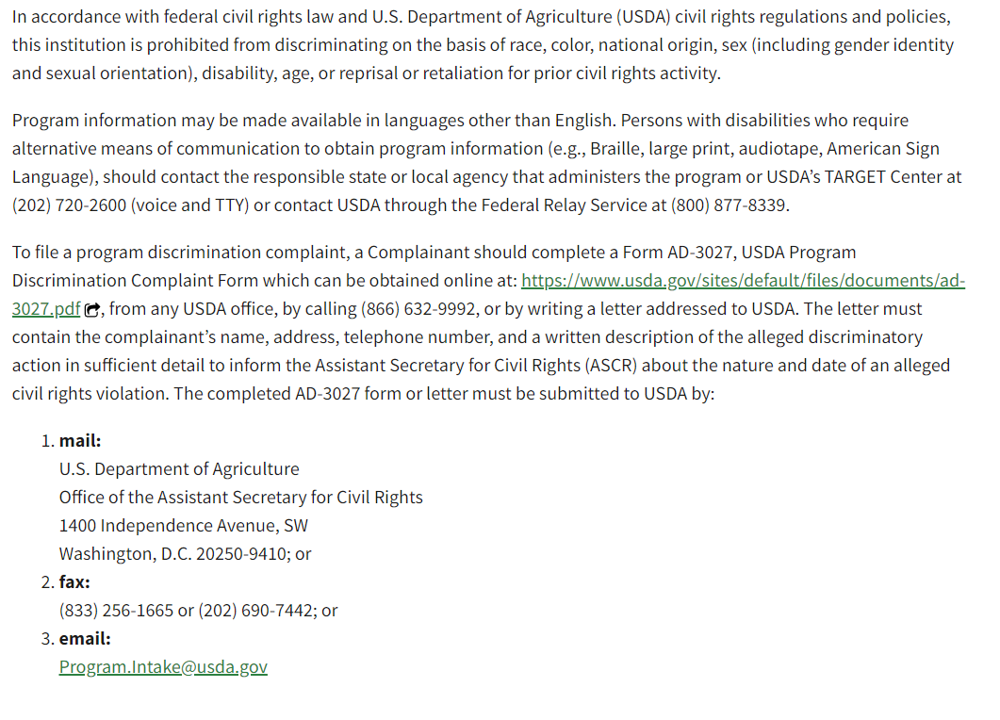 In accordance with federal civil rights law and U.S. Department of Agriculture (USDA) civil rights regulations and policies,
this institution is prohibited from discriminating on the basis of race, color, national origin, sex (including gender identity
and sexual orientation), disability, age, or reprisal or retaliation for prior civil rights activity.
Program information may be made available in languages other than English. Persons with disabilities who require
alternative means of communication to obtain program information (e.g., Braille, large print, audiotape, American Sign
Language), should contact the responsible state or local agency that administers the program or USDA’s TARGET Center at
(202) 720-2600 (voice and TTY) or contact USDA through the Federal Relay Service at (800) 877-8339.
To file a program discrimination complaint, a Complainant should complete a Form AD-3027, USDA Program
Discrimination Complaint Form which can be obtained online at: https://www.usda.gov/sites/default/files/documents/ad-
3027.pdf, from any USDA office, by calling (866) 632-9992, or by writing a letter addressed to USDA. The letter must
contain the complainant’s name, address, telephone number, and a written description of the alleged discriminatory
action in sufficient detail to inform the Assistant Secretary for Civil Rights (ASCR) about the nature and date of an alleged
civil rights violation. The completed AD-3027 form or letter must be submitted to USDA by:
1. mail:
U.S. Department of Agriculture
Office of the Assistant Secretary for Civil Rights
1400 Independence Avenue, SW
Washington, D.C. 20250-9410; or
2. fax:
(833) 256-1665 or (202) 690-7442; or
3. email:
Program.Intake@usda.gov